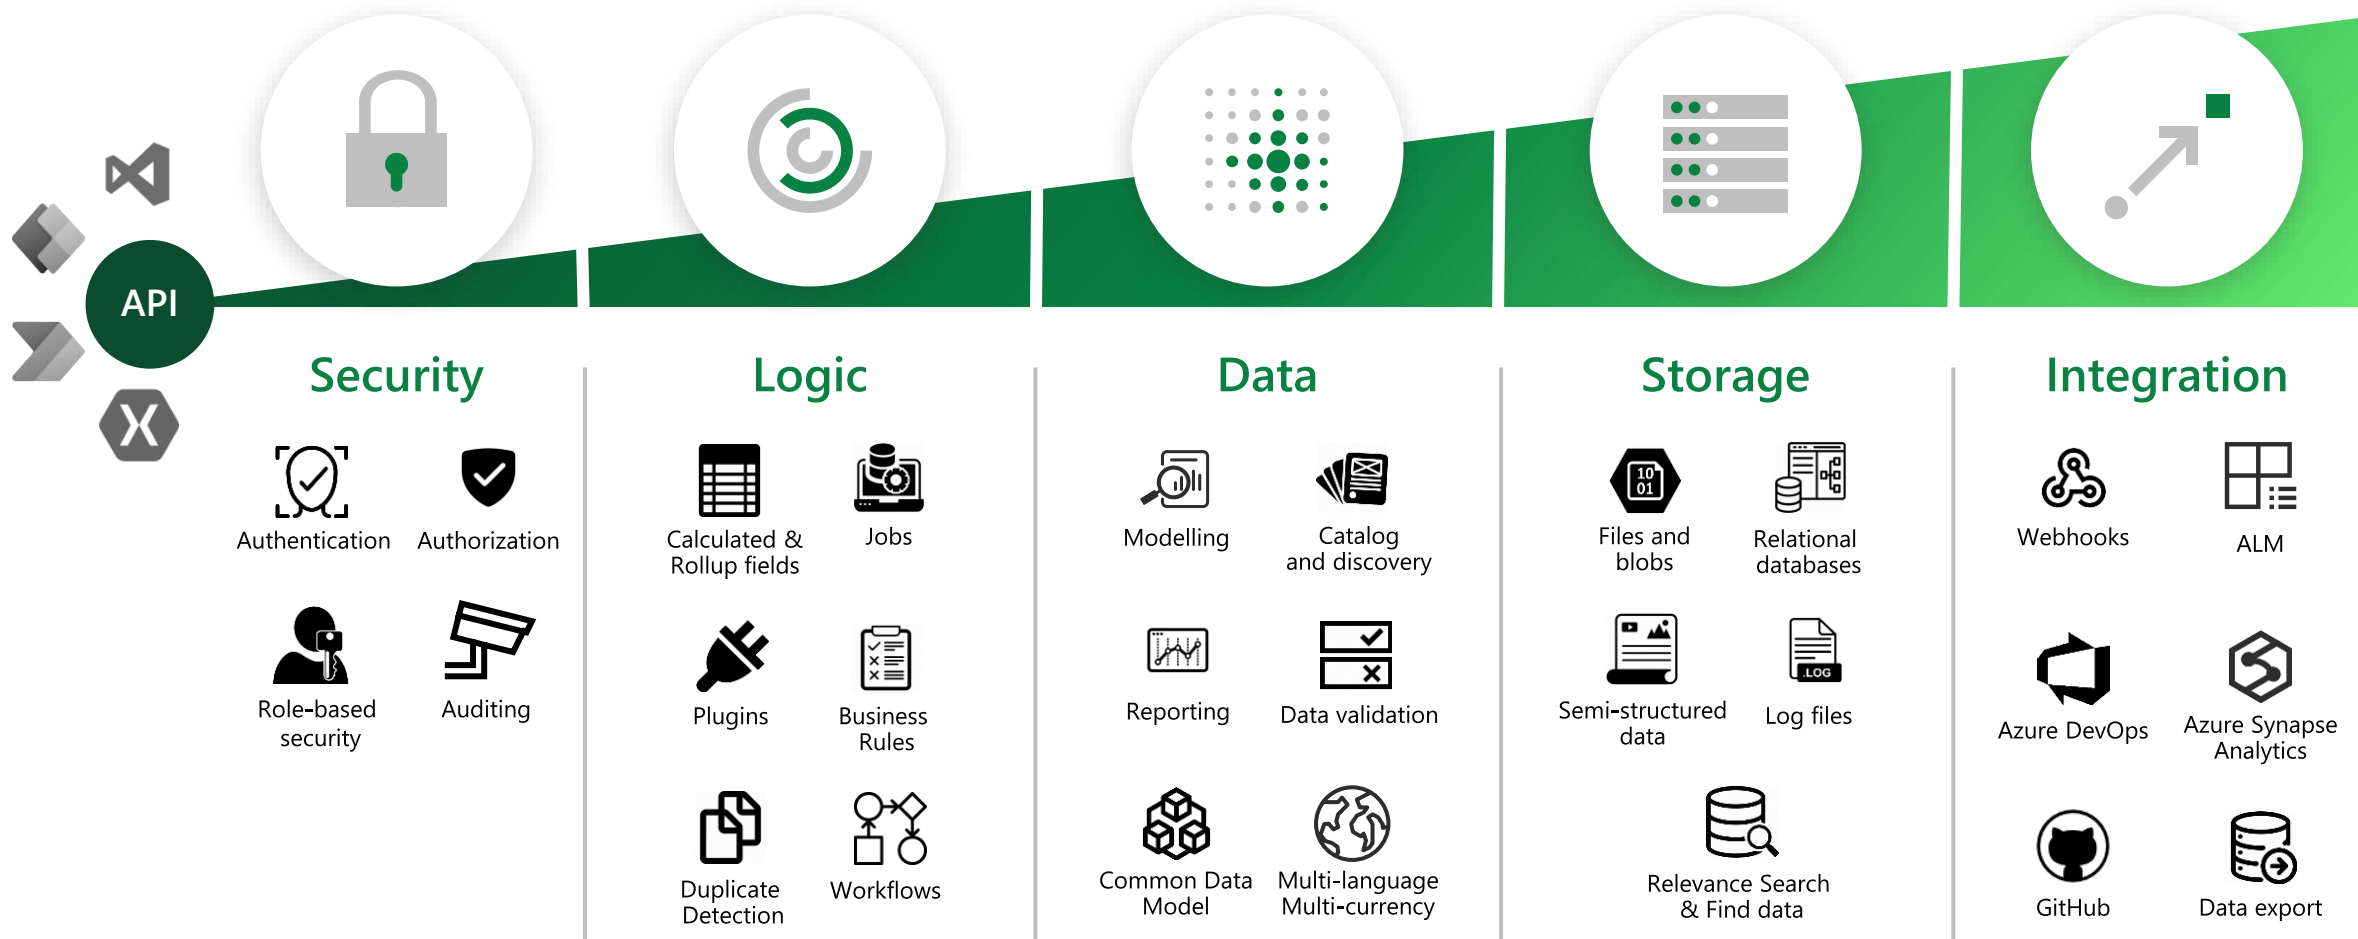 API
Security
Authentication
Authorization
Role-based
security
Auditing
Logic
Calculated &
Rollup fields
Jobs
Plugins
Business
Rules
Duplicate
Detection
Workflows
Data
Modelling
Catalog
and discovery
Reporting
Data validation
Common Data
Model
Multi-language
Multi-currency
Storage
10
01
Files and
blobs
Relational
databases
Semi-structured
data
.LOG
Log files
Relevance Search
& Find data
Integration
Webhooks
ALM
Azure DevOps
Azure Synapse
Analytics
GitHub
Data export